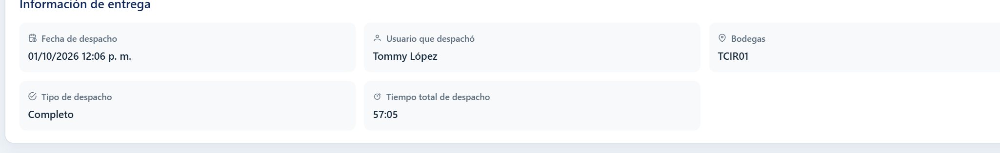 Información de entrega
Fecha de despacho
01/10/2026 12:06 p. m.
Usuario que despachó
Tommy López
Bodegas
TCIR01
Tipo de despacho
Completo
Tiempo total de despacho
57:05